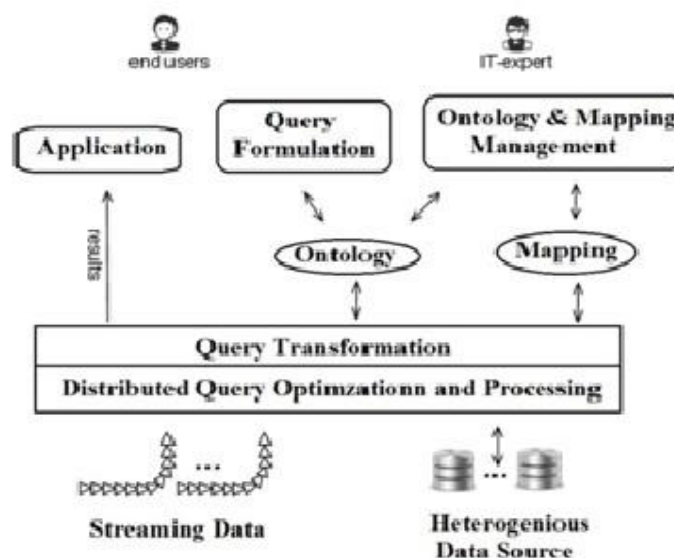 end users
IT-expert
Application
Query
Formulation
Ontology & Mapping
Management
results
Ontology
Mapping
Query Transformation
Distributed Query Optimzationn and Processing
...
...
Streaming Data
Heterogenious
Data Source